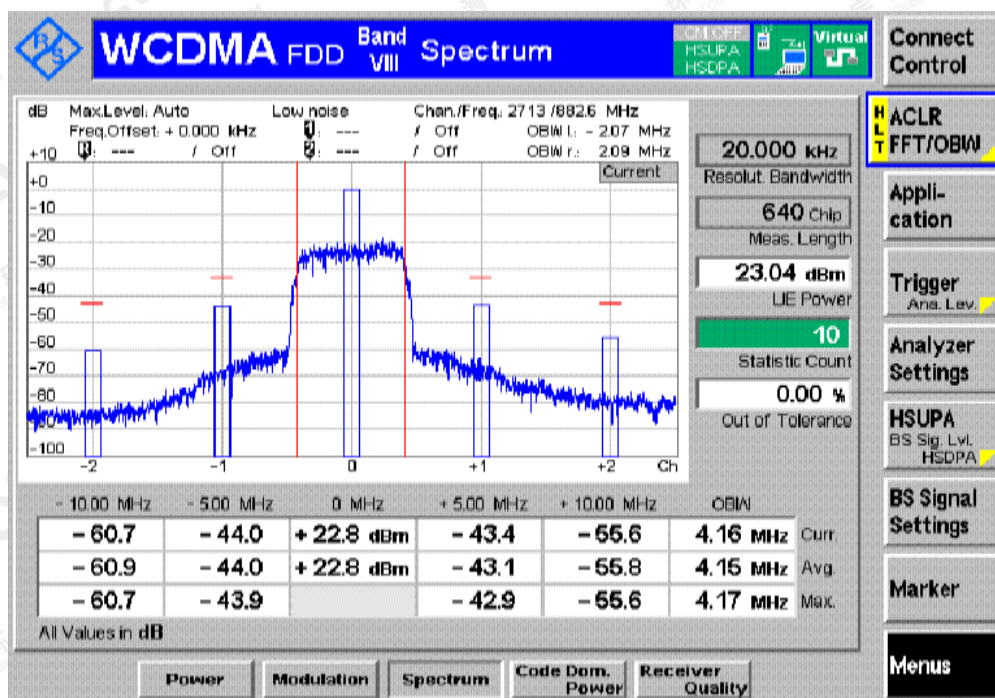 R S
WCDMA FDD Band VIII Spectrum
CM OFF
HSUPA
HSDPA
Virtual
Connect Control
dB Max.Level: Auto Low noise Chan./Freq.: 2713 /882.6 MHz
Freq.Offset: + 0.000 kHz 1: --- / Off OBW l.: - 2.07 MHz
R: --- / Off 2: --- / Off OBW r.: 2.09 MHz
Current
+10
+0
-10
-20
-30
-40
-50
-60
-70
-80
-100
-2 -1 0 +1 +2 Ch
20.000 kHz
Resolut. Bandwidth
640 Chip
Meas. Length
23.04 dBm
UE Power
10
Statistic Count
0.00 %
Out of Tolerance
- 10.00 MHz - 5.00 MHz 0 MHz + 5.00 MHz + 10.00 MHz OBW
- 60.7 - 44.0 + 22.8 dBm - 43.4 - 55.6 4.16 MHz Curr.
- 60.9 - 44.0 + 22.8 dBm - 43.1 - 55.8 4.15 MHz Avg.
- 60.7 - 43.9 - 42.9 - 55.6 4.17 MHz Max.
All Values in dB
HLT
ACLR
FFT/OBW
Appli-
cation
Trigger
Ana. Lev.
Analyzer
Settings
HSUPA
BS Sig. Lvl.
HSDPA
BS Signal
Settings
Marker
Menus
Power
Modulation
Spectrum
Code Dom.
Power
Receiver
Quality